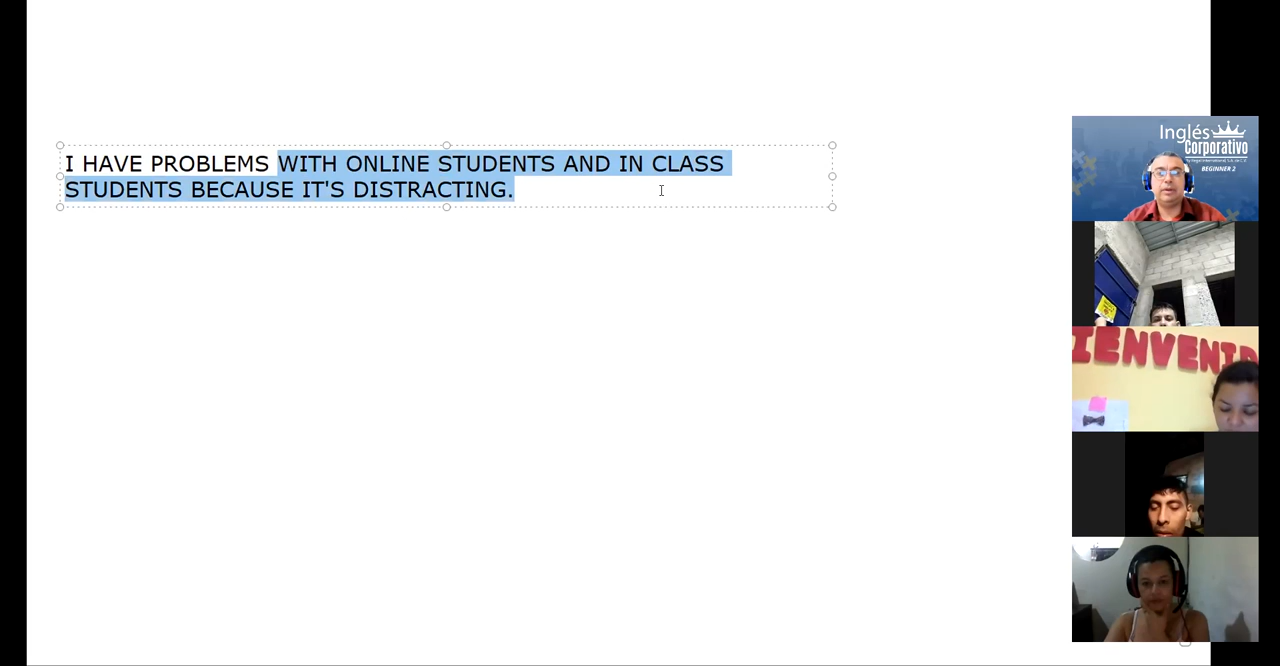 I HAVE PROBLEMS WITH ONLINE STUDENTS AND IN CLASS
STUDENTS BECAUSE IT'S DISTRACTING.
Inglés
Corporativo
BEGINNER 2
IENVENID